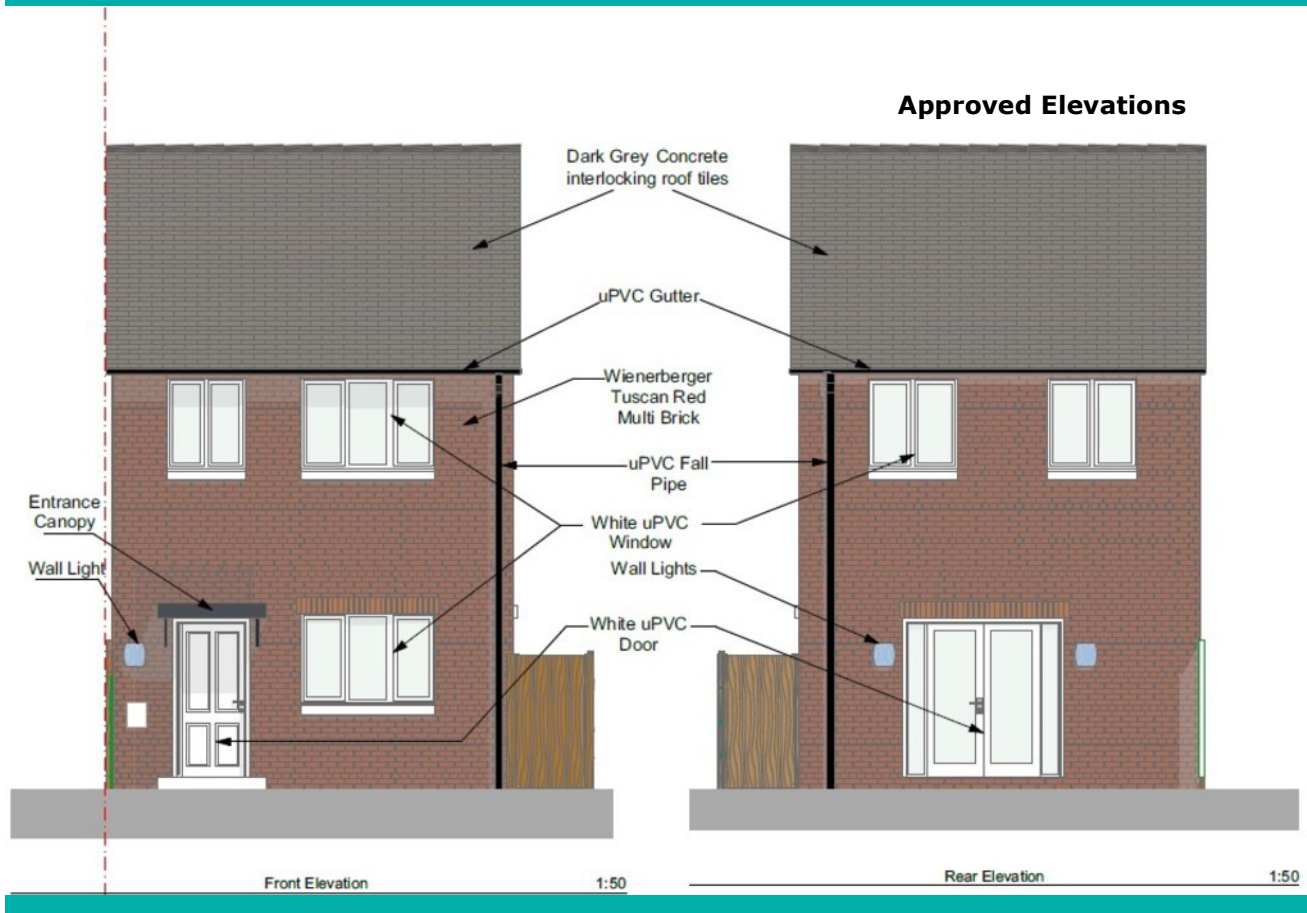 Approved Elevations
Dark Grey Concrete
interlocking roof tiles
uPVC Gutter
Wienerberger
Tuscan Red
Multi Brick
uPVC Fall
Pipe
Entrance
Canopy
White uPVC
Window
Wall Light
Wall Lights
White uPVC
Door
Front Elevation
1:50
Rear Elevation
1:50